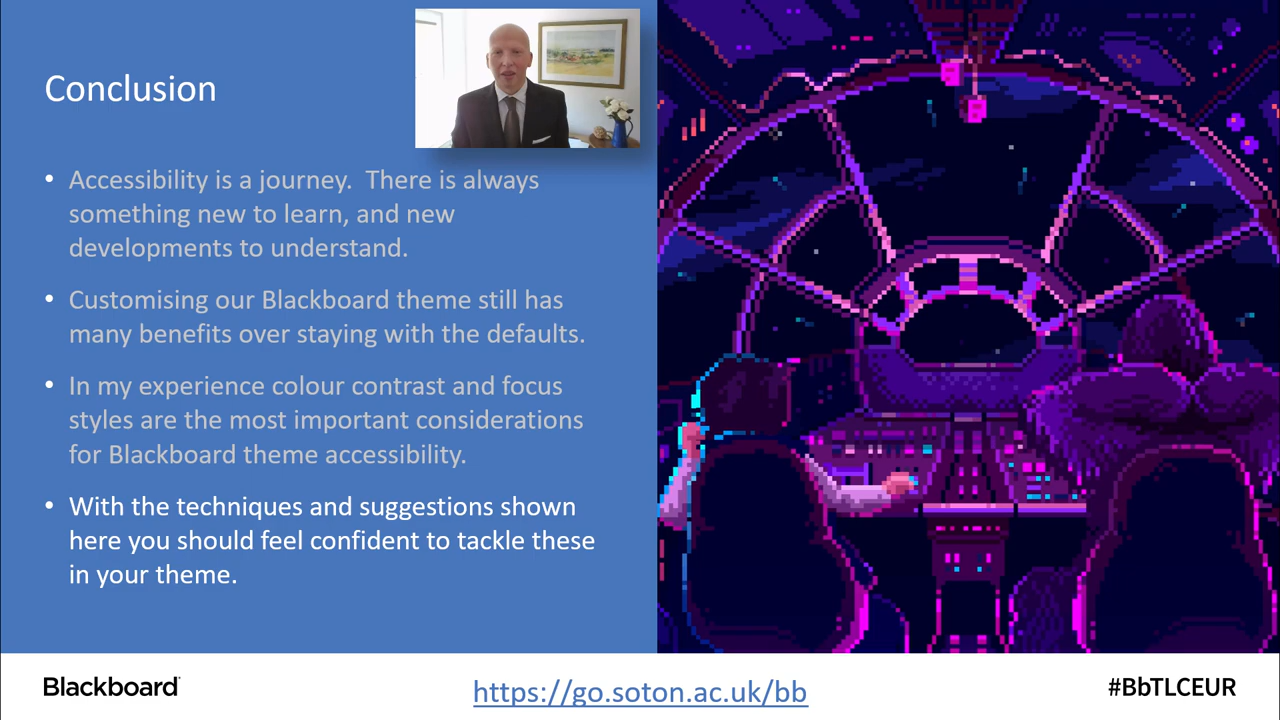 Conclusion
• Accessibility is a journey.  There is always
something new to learn, and new
developments to understand.
• Customising our Blackboard theme still has
many benefits over staying with the defaults.
• In my experience colour contrast and focus
styles are the most important considerations
for Blackboard theme accessibility.
• With the techniques and suggestions shown
here you should feel confident to tackle these
in your theme.
Blackboard
https://go.soton.ac.uk/bb
#BbTLCEUR